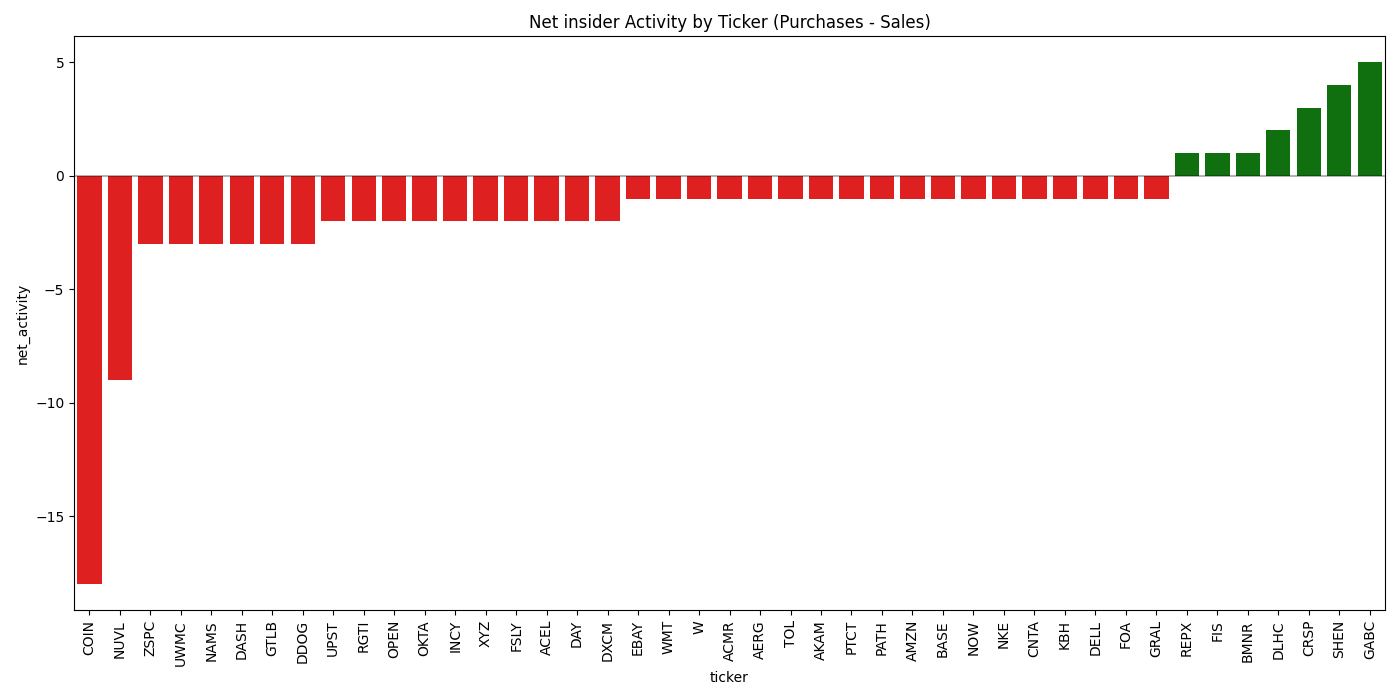 Net insider Activity by Ticker (Purchases - Sales)
net_activity
5
0
−5
−10
−15
COIN
NUVL
ZSPC
UWMC
NAMS
DASH
GTLB
DDOG
UPST
RGTI
OPEN
OKTA
INCY
XYZ
FSLY
ACEL
DAY
DXCM
EBAY
WMT
W
ACMR
AERG
TOL
AKAM
PTCT
PATH
AMZN
BASE
NOW
NKE
CNTA
KBH
DELL
FOA
GRAL
REPX
FIS
BMNR
DLHC
CRSP
SHEN
GABC
ticker